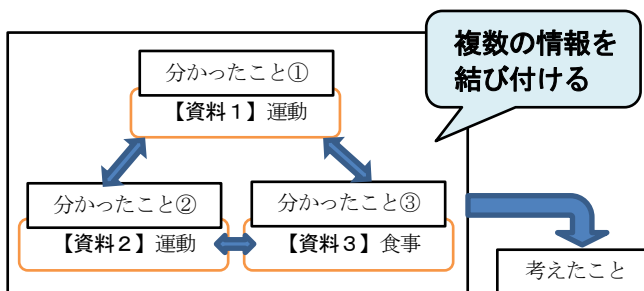 複数の情報を
結び付ける
分かったこと①
【資料1】運動
分かったこと②
【資料2】運動
分かったこと③
【資料3】食事
考えたこと